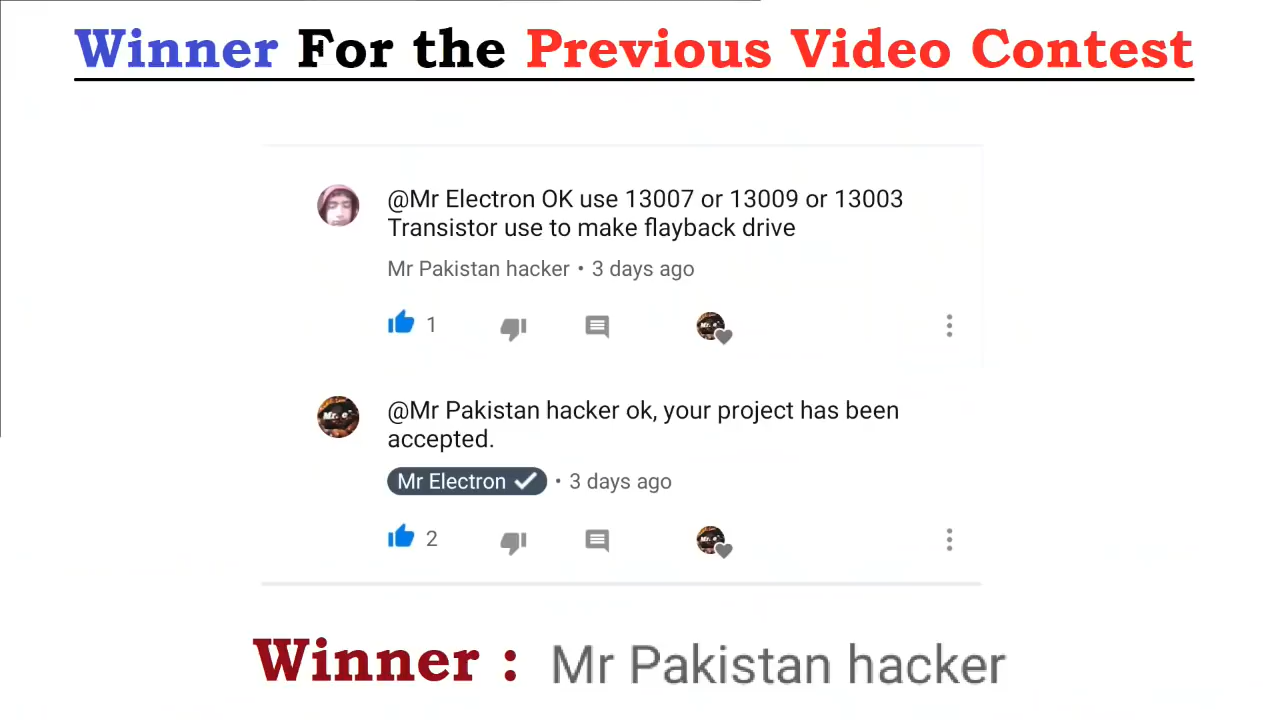 Winner For the Previous Video Contest
@Mr Electron OK use 13007 or 13009 or 13003
Transistor use to make flayback drive
Mr Pakistan hacker • 3 days ago
1
@Mr Pakistan hacker ok, your project has been
accepted.
Mr Electron • 3 days ago
2
Winner : Mr Pakistan hacker